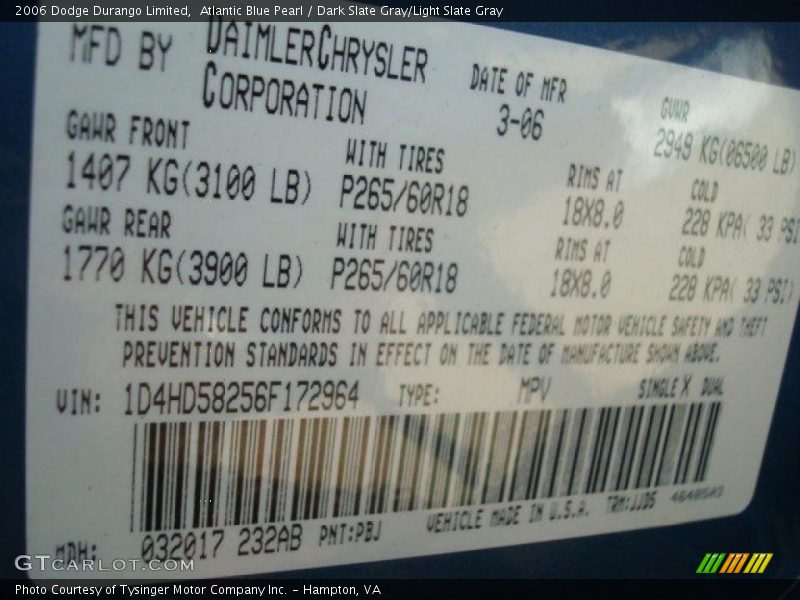 2006 Dodge Durango Limited,  Atlantic Blue Pearl / Dark Slate Gray/Light Slate Gray
MFD BY DAIMLERCHRYSLER CORPORATION
DATE OF MFR 3-06
GVWR 2949 KG(06500 LB)
GAWR FRONT 1407 KG(3100 LB)
WITH TIRES P265/60R18
RIMS AT 18X8.0
COLD 228 KPA( 33 PSI
GAWR REAR 1770 KG(3900 LB)
WITH TIRES P265/60R18
RIMS AT 18X8.0
COLD 228 KPA( 33 PSI)
THIS VEHICLE CONFORMS TO ALL APPLICABLE FEDERAL MOTOR VEHICLE SAFETY AND THEFT
PREVENTION STANDARDS IN EFFECT ON THE DATE OF MANUFACTURE SHOWN ABOVE.
VIN: 1D4HD58256F172964 TYPE: MPV SINGLE X DUAL
MDH: 032017 232AB PNT:PBJ VEHICLE MADE IN U.S.A. TRM:JJD5 4648503
GTCARLOT.COM
Photo Courtesy of Tysinger Motor Company Inc. - Hampton, VA